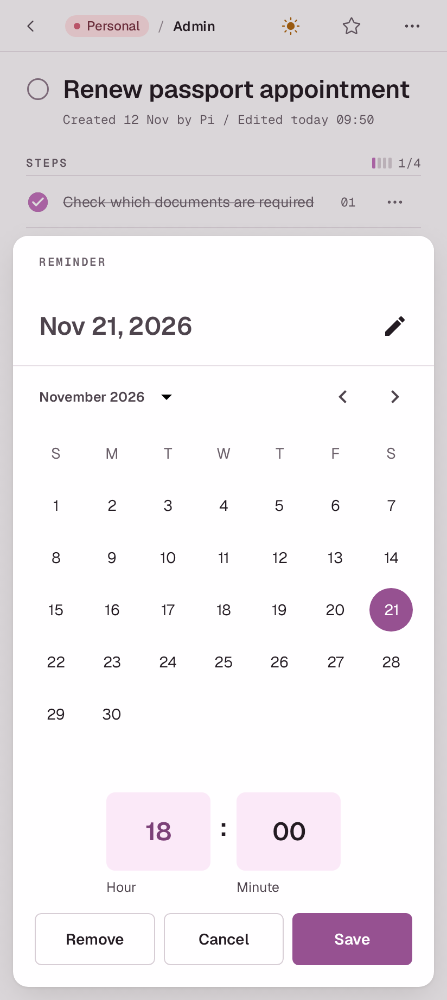 Personal / Admin
Renew passport appointment
Created 12 Nov by Pi / Edited today 09:50
STEPS 1/4
Check which documents are required 01
REMINDER
Nov 21, 2026
November 2026
S M T W T F S
1 2 3 4 5 6 7
8 9 10 11 12 13 14
15 16 17 18 19 20 21
22 23 24 25 26 27 28
29 30
18 : 00
Hour Minute
Remove Cancel Save